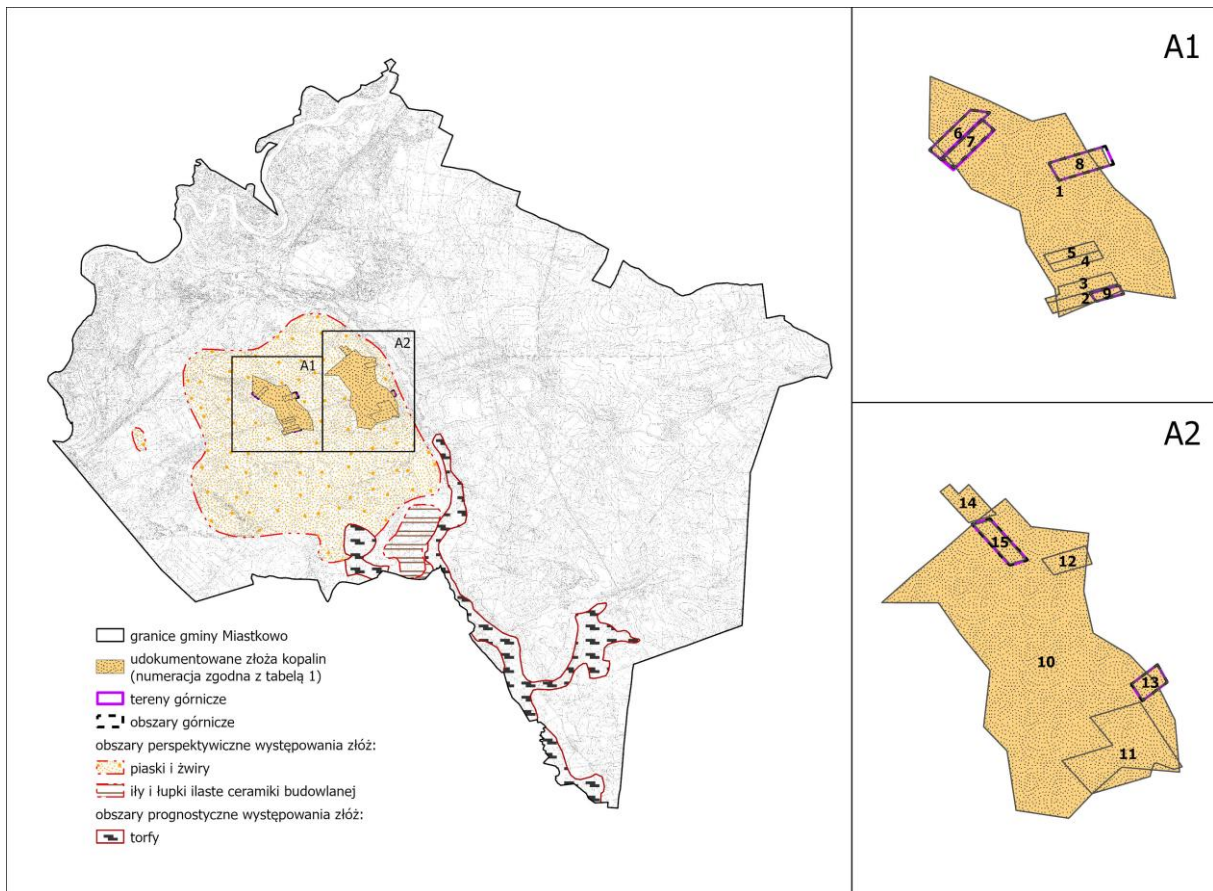 A1
A2
granice gminy Miastkowo
udokumentowane złoża kopalin
(numeracja zgodna z tabelą 1)
tereny górnicze
obszary górnicze
obszary perspektywiczne występowania złóż:
piaski i żwiry
iły i łupki ilaste ceramiki budowlanej
obszary prognostyczne występowania złóż:
torfy
A1
6
7
8
1
5
4
3
2
9
A2
14
15
12
10
13
11